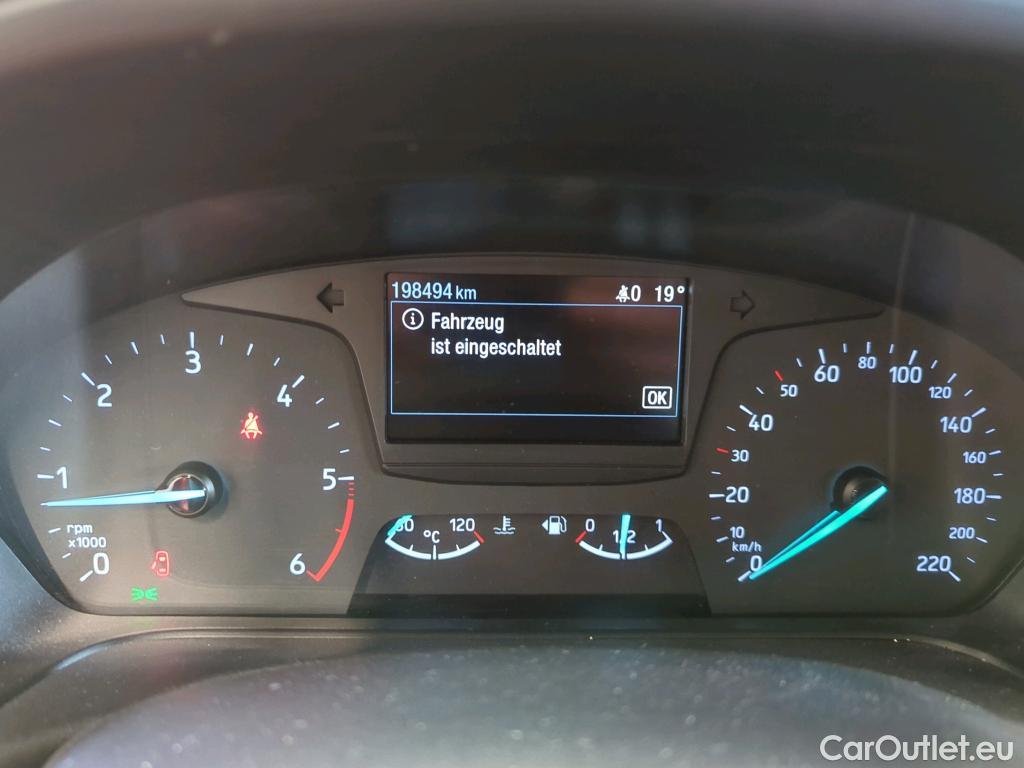 198494 km 0 19°
Fahrzeug
ist eingeschaltet
OK
0 1 2 3 4 5 6
rpm
x1000
120
°C
0 1/2 1
0 10 20 30 40 50 60 80 100 120 140 160 180 200 220
km/h
CarOutlet.eu